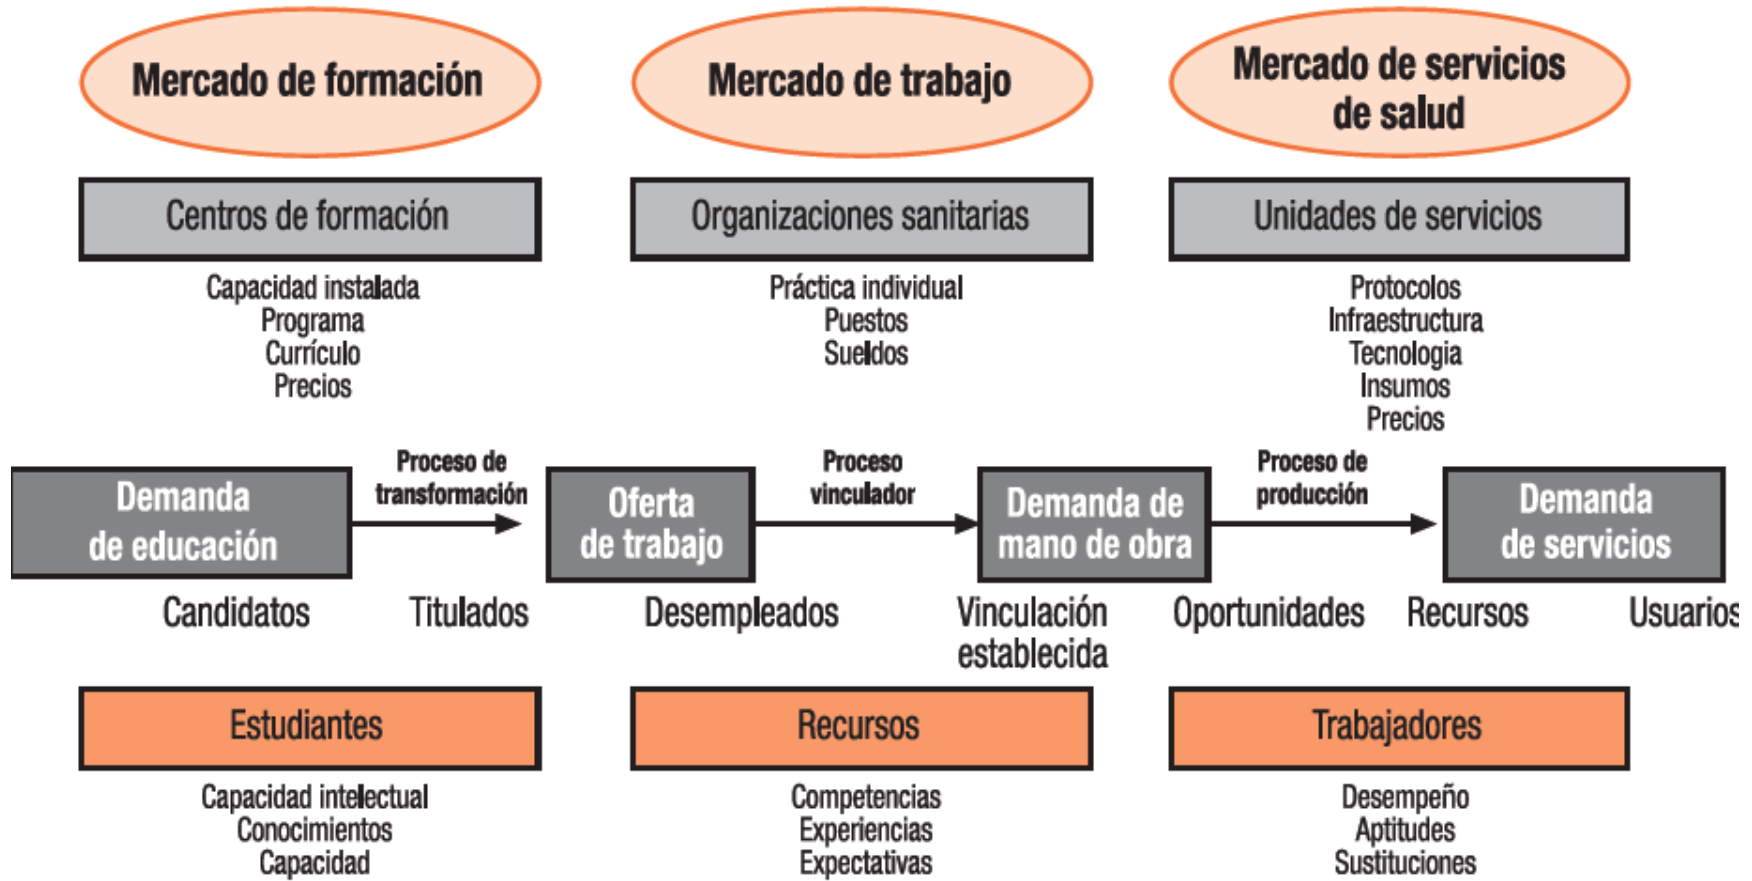 Mercado de formación
Mercado de trabajo
Mercado de servicios
de salud
Centros de formación
Organizaciones sanitarias
Unidades de servicios
Capacidad instalada
Programa
Currículo
Precios
Práctica individual
Puestos
Sueldos
Protocolos
Infraestructura
Tecnologia
Insumos
Precios
Demanda
de educación
Proceso de
transformación
Oferta
de trabajo
Proceso
vinculador
Demanda de
mano de obra
Proceso de
producción
Demanda
de servicios
Candidatos
Titulados
Desempleados
Vinculación
establecida
Oportunidades
Recursos
Usuarios
Estudiantes
Recursos
Trabajadores
Capacidad intelectual
Conocimientos
Capacidad
Competencias
Experiencias
Expectativas
Desempeño
Aptitudes
Sustituciones